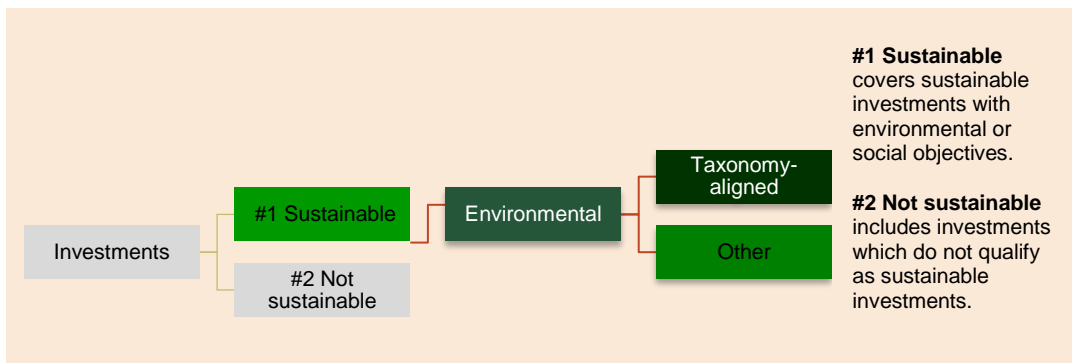 Investments
#1 Sustainable
#2 Not
sustainable
Environmental
Taxonomy-
aligned
Other
#1 Sustainable
covers sustainable
investments with
environmental or
social objectives.
#2 Not sustainable
includes investments
which do not qualify
as sustainable
investments.